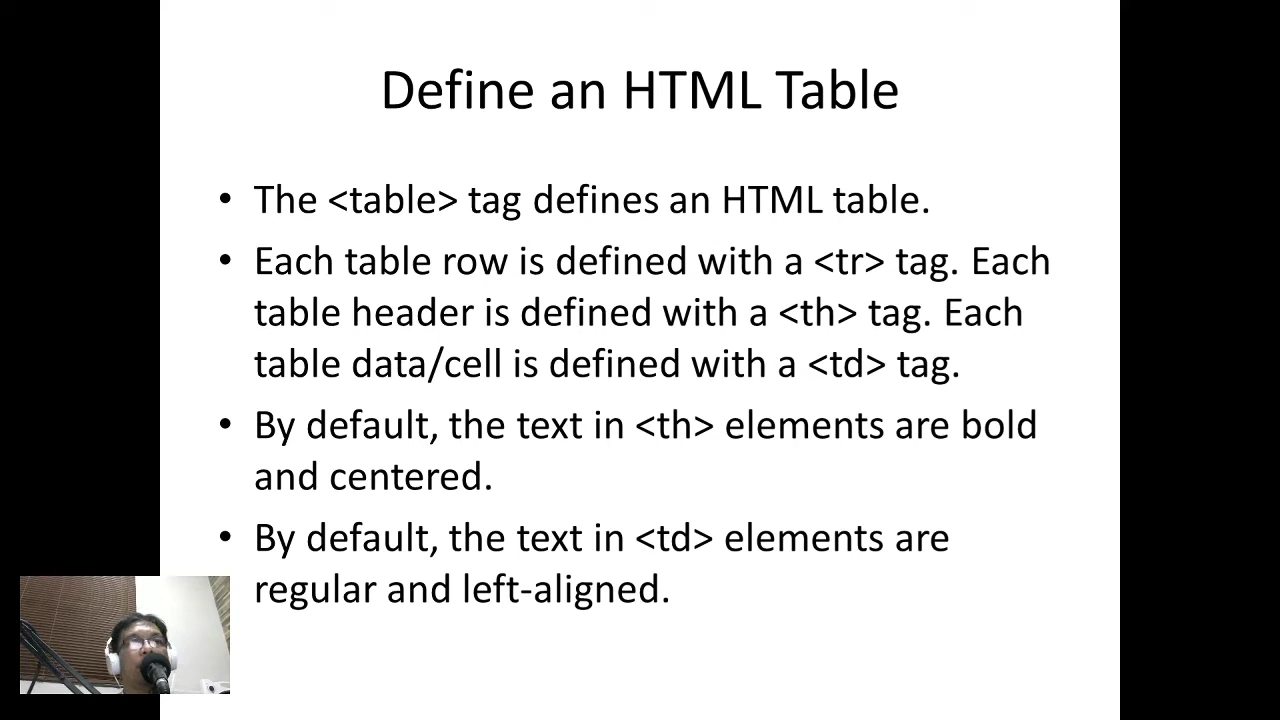 Define an HTML Table
• The <table> tag defines an HTML table.
• Each table row is defined with a <tr> tag. Each
table header is defined with a <th> tag. Each
table data/cell is defined with a <td> tag.
• By default, the text in <th> elements are bold
and centered.
• By default, the text in <td> elements are
regular and left-aligned.